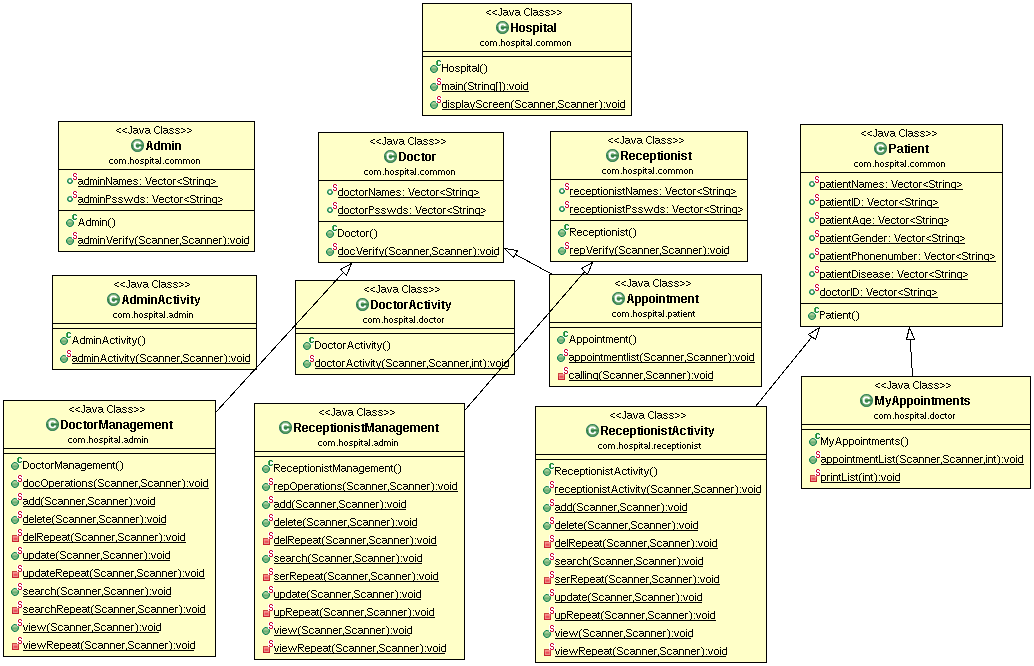 <<Java Class>>
Hospital
com.hospital.common
Hospital()
main(String[]):void
displayScreen(Scanner,Scanner):void
<<Java Class>>
Admin
com.hospital.common
adminNames: Vector<String>
adminPsswds: Vector<String>
Admin()
adminVerify(Scanner,Scanner):void
<<Java Class>>
Doctor
com.hospital.common
doctorNames: Vector<String>
doctorPsswds: Vector<String>
Doctor()
docVerify(Scanner,Scanner):void
<<Java Class>>
Receptionist
com.hospital.common
receptionistNames: Vector<String>
receptionistPsswds: Vector<String>
Receptionist()
repVerify(Scanner,Scanner):void
<<Java Class>>
Patient
com.hospital.common
patientNames: Vector<String>
patientID: Vector<String>
patientAge: Vector<String>
patientGender: Vector<String>
patientPhonenumber: Vector<String>
patientDisease: Vector<String>
doctorID: Vector<String>
Patient()
<<Java Class>>
AdminActivity
com.hospital.admin
AdminActivity()
adminActivity(Scanner,Scanner):void
<<Java Class>>
DoctorActivity
com.hospital.doctor
DoctorActivity()
doctorActivity(Scanner,Scanner,int):void
<<Java Class>>
Appointment
com.hospital.patient
Appointment()
appointmentlist(Scanner,Scanner):void
calling(Scanner,Scanner):void
<<Java Class>>
DoctorManagement
com.hospital.admin
DoctorManagement()
docOperations(Scanner,Scanner):void
add(Scanner,Scanner):void
delete(Scanner,Scanner):void
delRepeat(Scanner,Scanner):void
update(Scanner,Scanner):void
updateRepeat(Scanner,Scanner):void
search(Scanner,Scanner):void
searchRepeat(Scanner,Scanner):void
view(Scanner,Scanner):void
viewRepeat(Scanner,Scanner):void
<<Java Class>>
ReceptionistManagement
com.hospital.admin
ReceptionistManagement()
repOperations(Scanner,Scanner):void
add(Scanner,Scanner):void
delete(Scanner,Scanner):void
delRepeat(Scanner,Scanner):void
search(Scanner,Scanner):void
serRepeat(Scanner,Scanner):void
update(Scanner,Scanner):void
upRepeat(Scanner,Scanner):void
view(Scanner,Scanner):void
viewRepeat(Scanner,Scanner):void
<<Java Class>>
ReceptionistActivity
com.hospital.receptionist
ReceptionistActivity()
receptionistActivity(Scanner,Scanner):void
add(Scanner,Scanner):void
delete(Scanner,Scanner):void
delRepeat(Scanner,Scanner):void
search(Scanner,Scanner):void
serRepeat(Scanner,Scanner):void
update(Scanner,Scanner):void
upRepeat(Scanner,Scanner):void
view(Scanner,Scanner):void
viewRepeat(Scanner,Scanner):void
<<Java Class>>
MyAppointments
com.hospital.doctor
MyAppointments()
appointmentList(Scanner,Scanner,int):void
printList(int):void